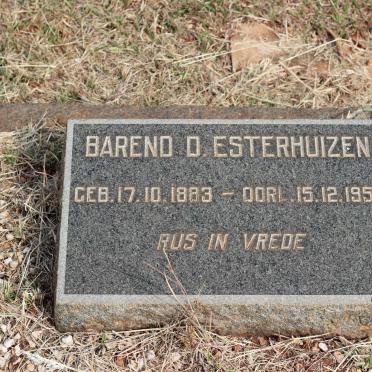 BAREND D. ESTERHUIZEN
GEB. 17.10.1883 - OORL. 15.12.195
RUS IN VREDE